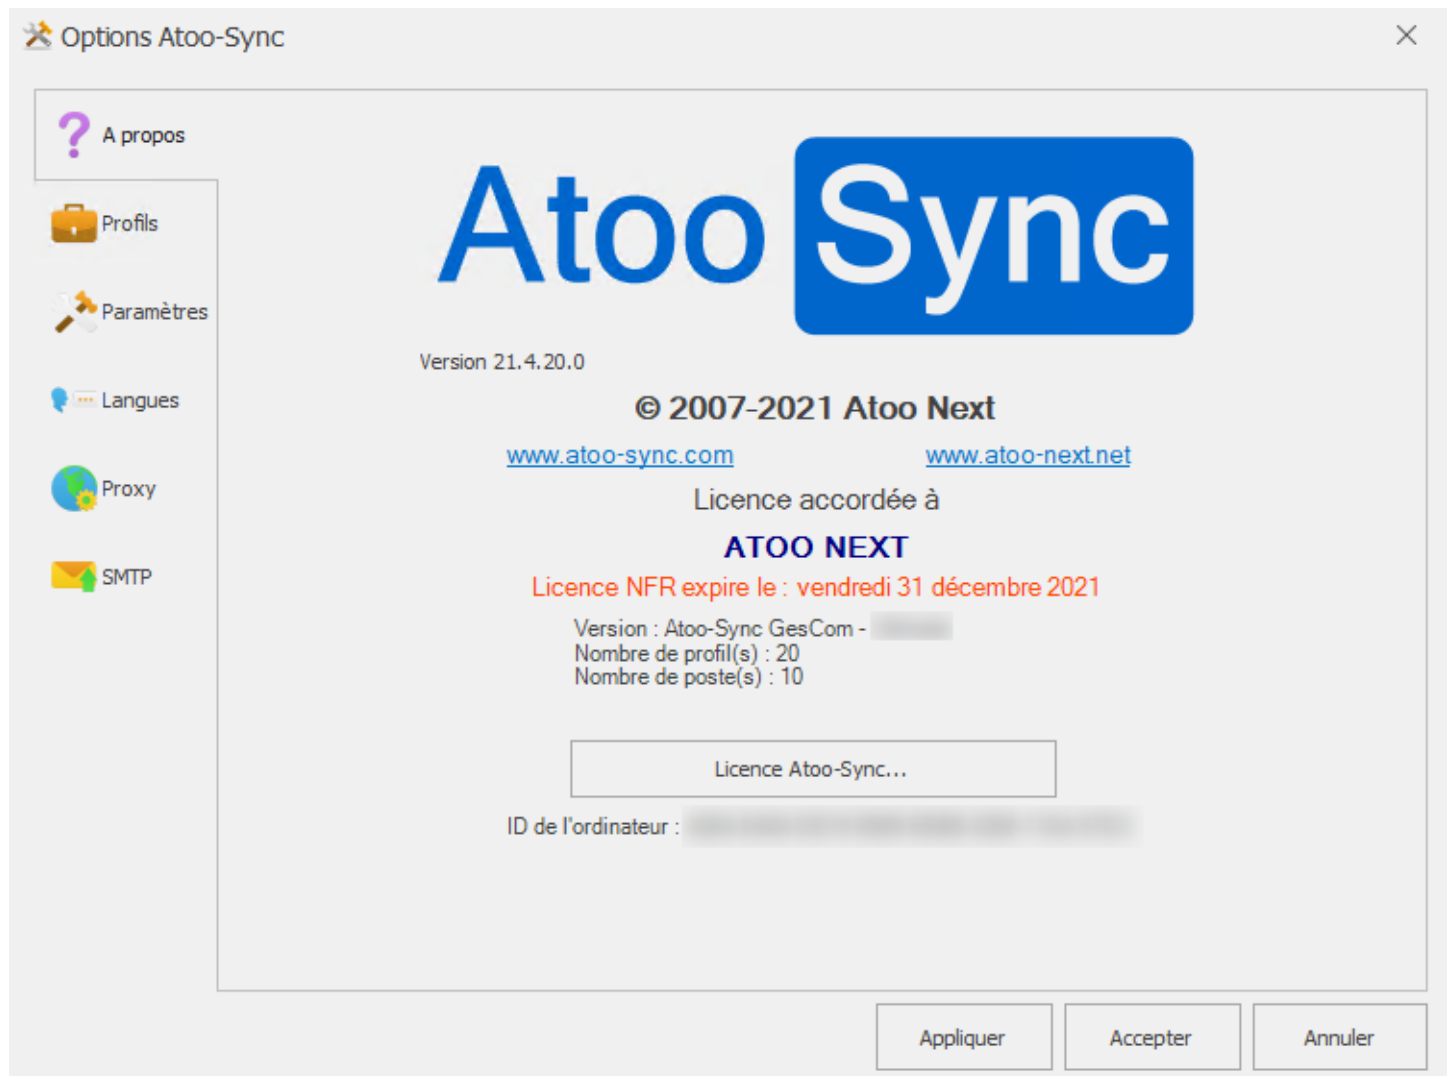 Options Atoo-Sync
A propos
Profils
Paramètres
Langues
Proxy
SMTP
Atoo Sync
Version 21.4.20.0
© 2007-2021 Atoo Next
www.atoo-sync.com www.atoo-next.net
Licence accordée à
ATOO NEXT
Licence NFR expire le : vendredi 31 décembre 2021
Version : Atoo-Sync GesCom -
Nombre de profil(s) : 20
Nombre de poste(s) : 10
Licence Atoo-Sync...
ID de l'ordinateur :
Appliquer Accepter Annuler